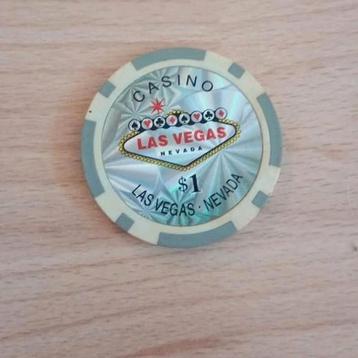 CASINO
LAS VEGAS
NEVADA
$1
LAS VEGAS · NEVADA